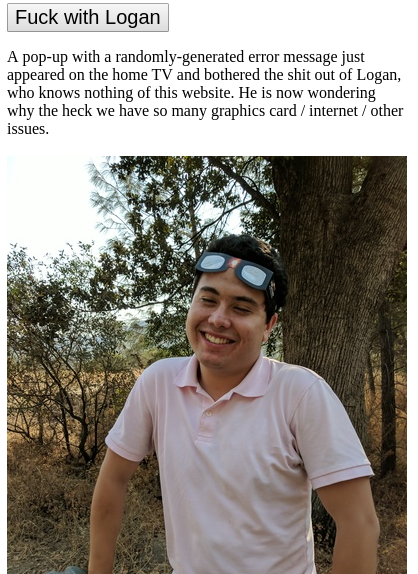 Fuck with Logan
A pop-up with a randomly-generated error message just
appeared on the home TV and bothered the shit out of Logan,
who knows nothing of this website. He is now wondering
why the heck we have so many graphics card / internet / other
issues.